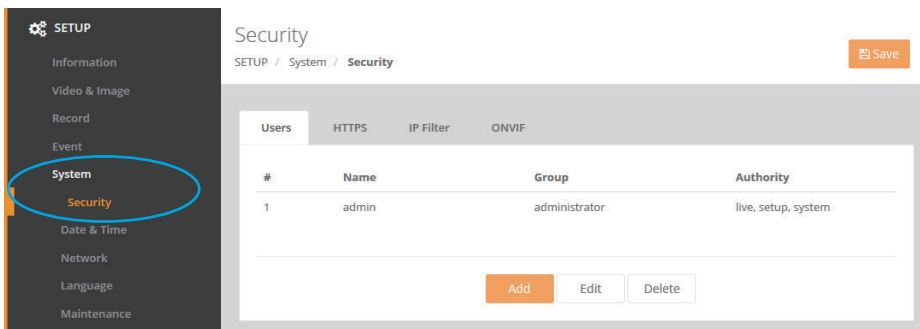 SETUP
Information
Video & Image
Record
Event
System
Security
Date & Time
Network
Language
Maintenance
Security
SETUP / System / Security
Save
Users HTTPS IP Filter ONVIF
# Name Group Authority
1 admin administrator live, setup, system
Add Edit Delete